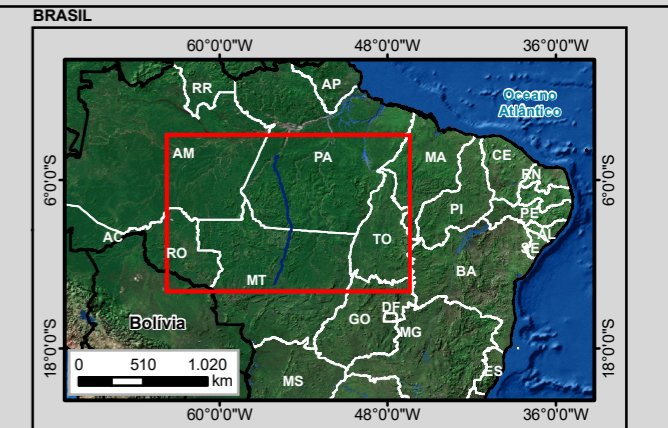 BRASIL
60°0'0"W 48°0'0"W 36°0'0"W
RR
AP
Oceano
Atlântico
AM
PA
MA
CE
RN
6°0'0"S
6°0'0"S
PI
PE
AL
SE
AC
RO
TO
BA
MT
Bolívia
GO
DF
MG
18°0'0"S
18°0'0"S
ES
MS
0 510 1.020
km
60°0'0"W 48°0'0"W 36°0'0"W